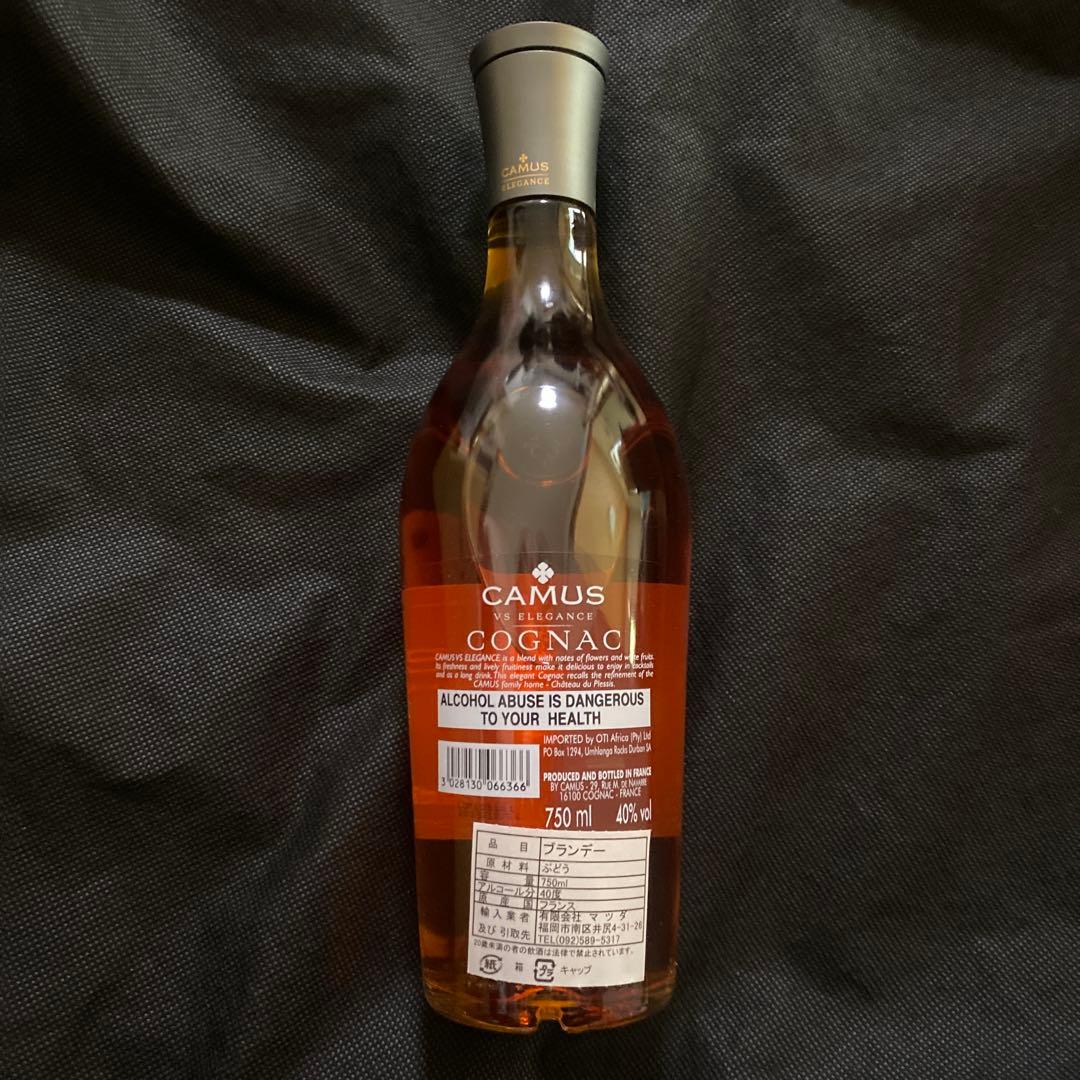 CAMUS
ELEGANCE
CAMUS
VS ELEGANCE
COGNAC
CAMUS VS ELEGANCE is a blend with notes of flowers and white fruits.
Its freshness and lively fruitiness make it delicious to enjoy in cocktails
and as a long drink. This elegant Cognac recalls the refinement of the
CAMUS family home - Château du Plessis.
ALCOHOL ABUSE IS DANGEROUS
TO YOUR HEALTH
IMPORTED by OTI Africa (Pty) Ltd
PO Box 1294, Umhlanga Rocks Durban SA
3 028130 066366
PRODUCED AND BOTTLED IN FRANCE
BY CAMUS - 29, RUE M. DE NAVARRE
16100 COGNAC - FRANCE
750 ml 40% vol
品目 ブランデー
原材料 ぶどう
容量 750ml
アルコール分 40度
原産国 フランス
輸入業者 有限会社 マツダ
及び引取先 福岡市南区井尻4-31-26
TEL(092)589-5317
20歳未満の者の飲酒は法律で禁止されています。
紙 箱 プラ キャップ